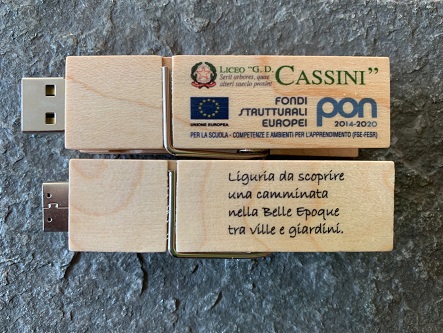 LICEO "G. D. CASSINI"
Serit arbores, quae
alteri saeclo prosint
UNIONE EUROPEA
FONDI
STRUTTURALI
EUROPEI
pon
2014-2020
PER LA SCUOLA - COMPETENZE E AMBIENTI PER L'APPRENDIMENTO (FSE-FESR)
Liguria da scoprire
una camminata
nella Belle Epoque
tra ville e giardini.